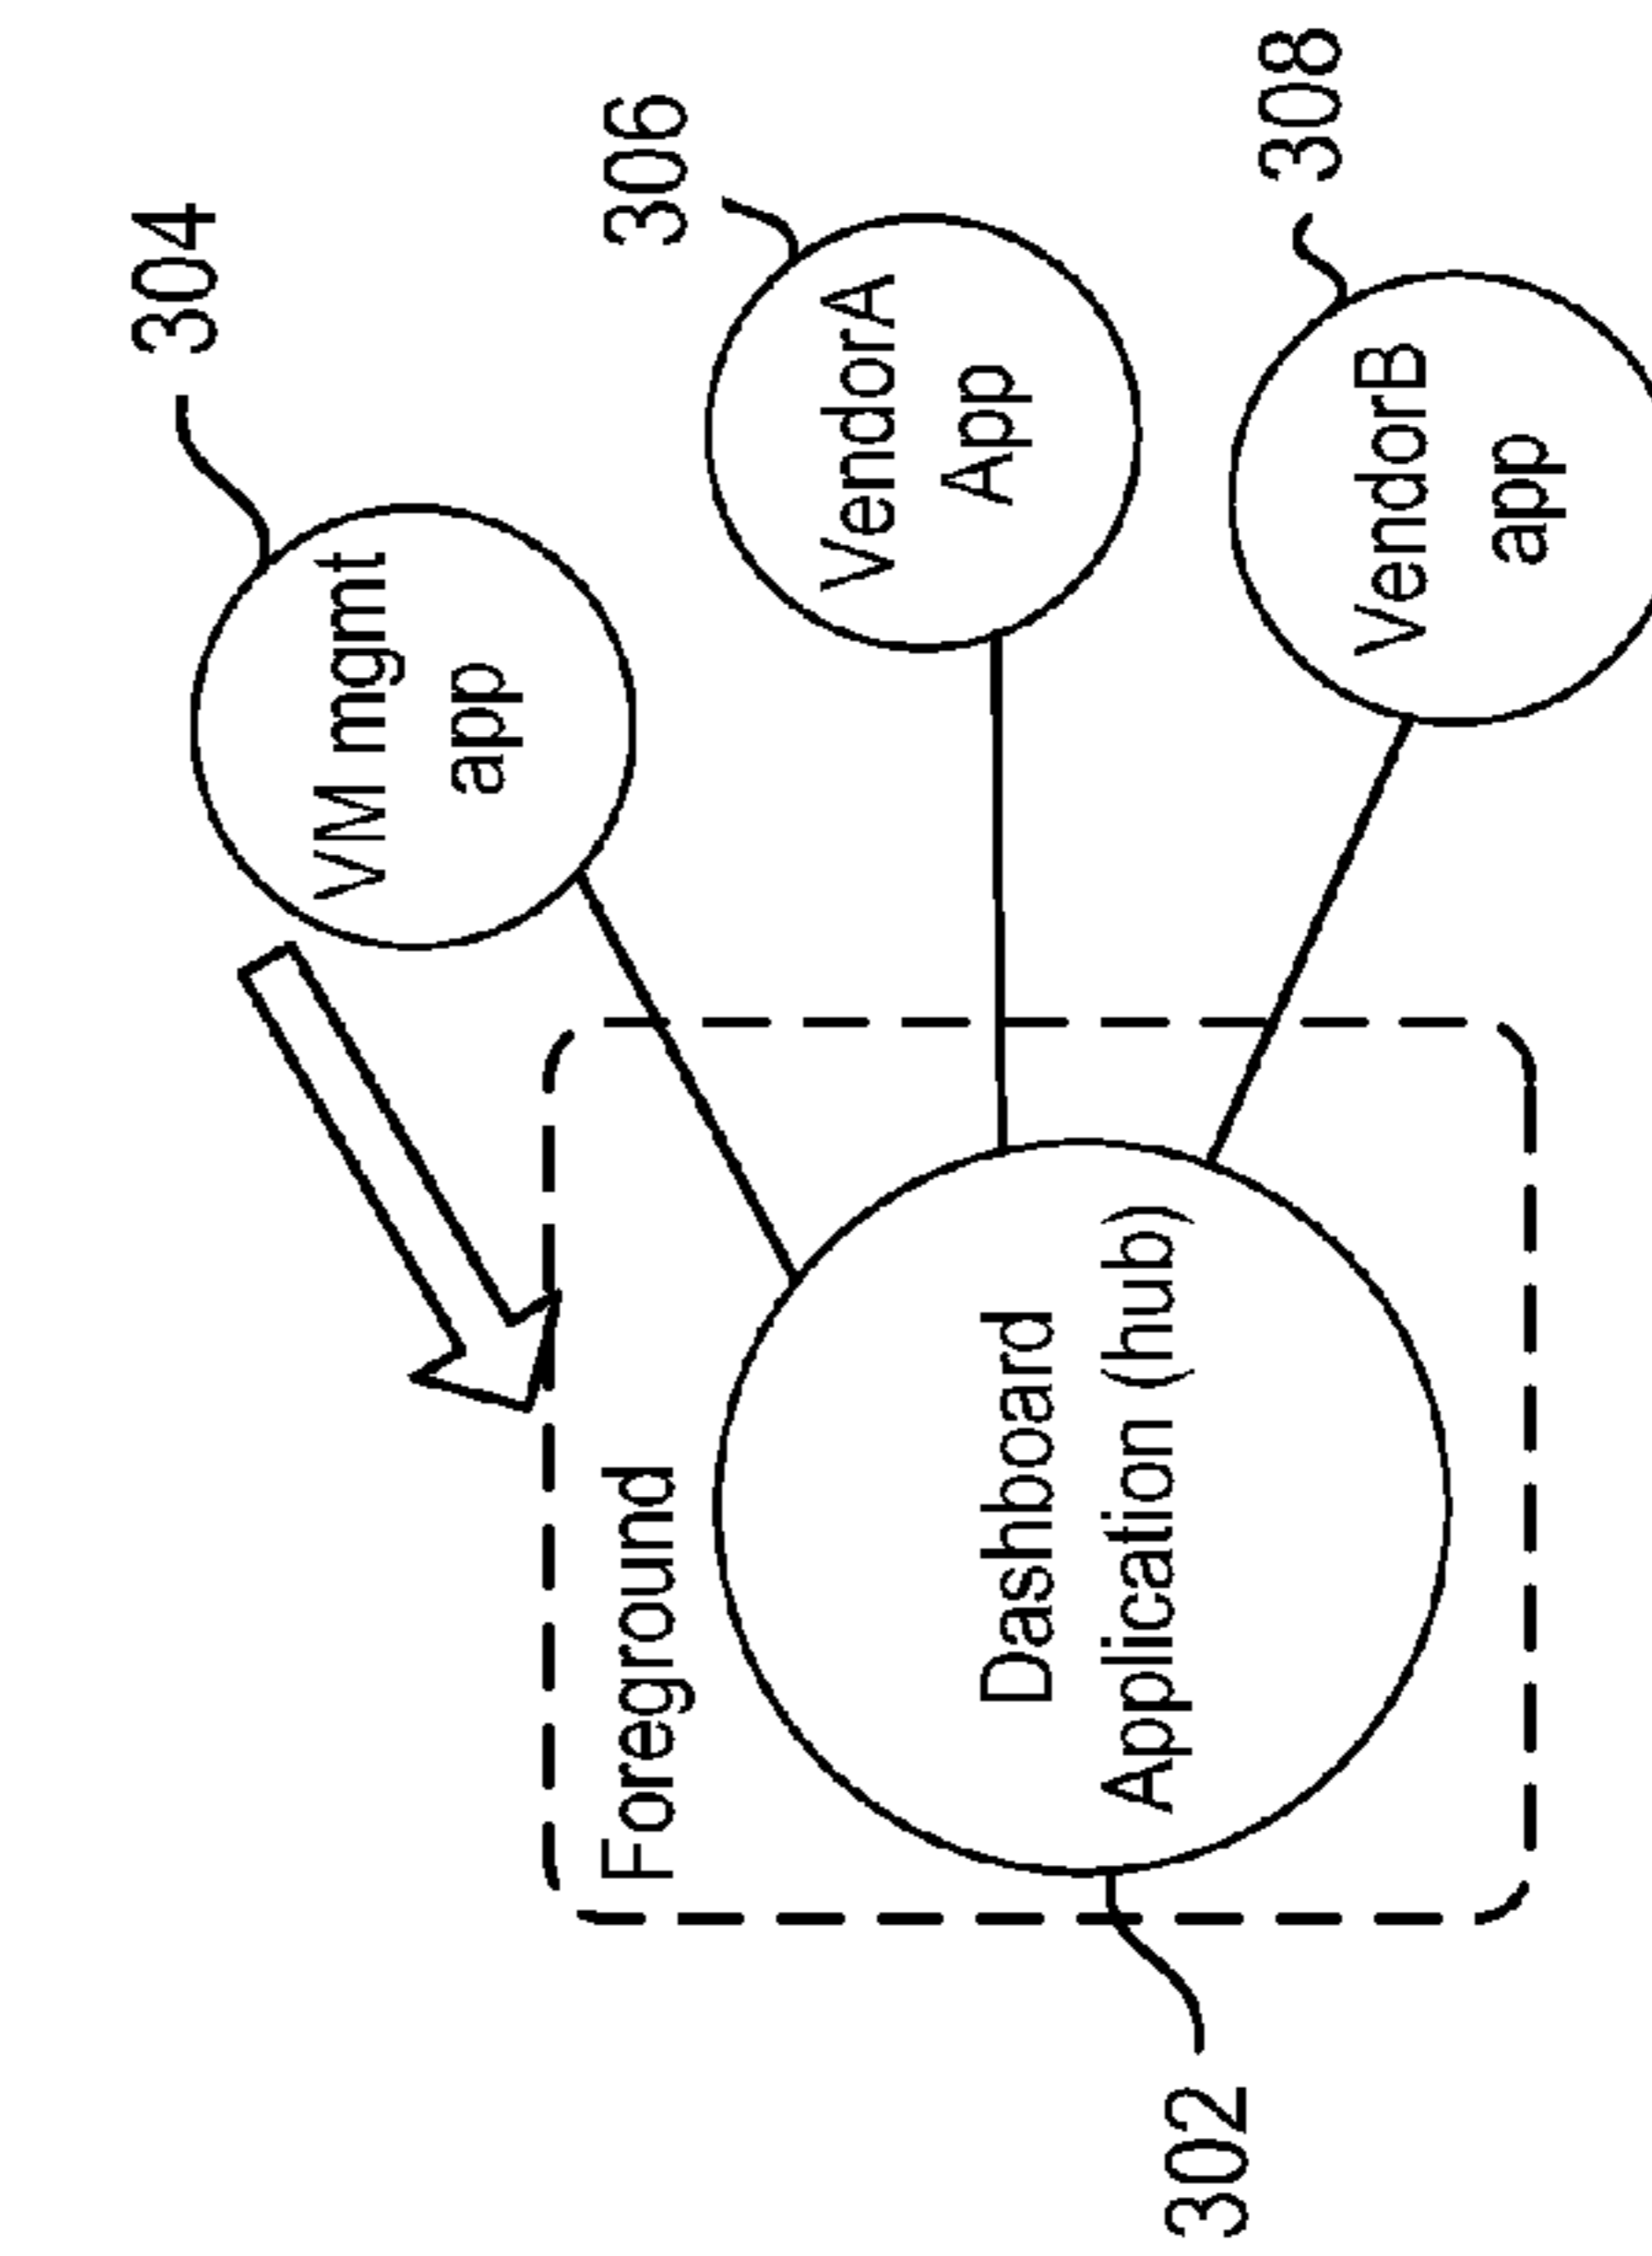 304
VM mgmt
app
306
VendorA
App
308
VendorB
app
Foreground
Dashboard
Application (hub)
302